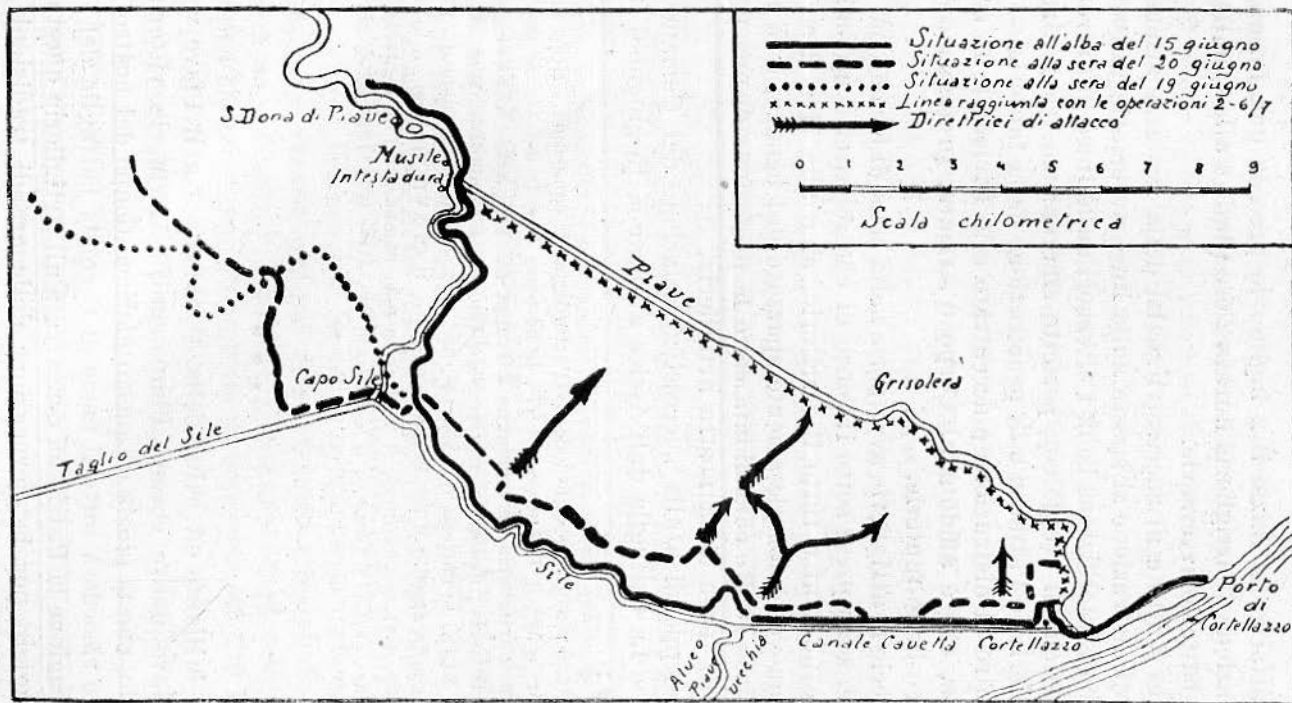 Situazione all'alba del 15 giugno
Situazione alla sera del 20 giugno
Situazione alla sera del 19 giugno
Linea raggiunta con le operazioni 2-6/7
Direttrici di attacco
0 1 2 3 4 5 6 7 8 9
Scala chilometrica
S. Dona di Piave
Musile
Intestadura
Piave
Grisolera
Capo Sile
Taglio del Sile
Sile
Alveo
Piave
Vecchia
Canale Cavetta
Cortellazzo
Porto
di
Cortellazzo